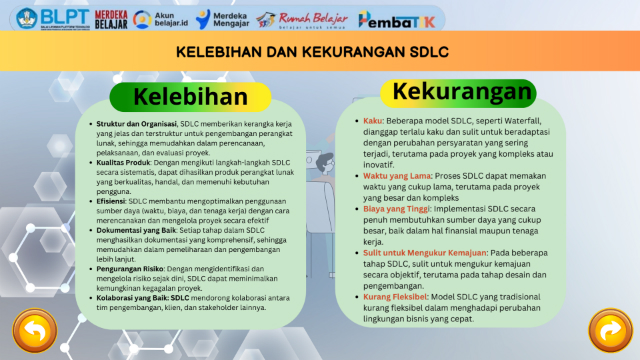 BLPT
MERDEKA
BELAJAR
Akun
belajar.id
Merdeka
Mengajar
Rumah Belajar
belajar untuk semua
PembaTIK
KELEBIHAN DAN KEKURANGAN SDLC
Kelebihan
Struktur dan Organisasi, SDLC memberikan kerangka kerja
yang jelas dan terstruktur untuk pengembangan perangkat
lunak, sehingga memudahkan dalam perencanaan,
pelaksanaan, dan evaluasi proyek.
Kualitas Produk: Dengan mengikuti langkah-langkah SDLC
secara sistematis, dapat dihasilkan produk perangkat lunak
yang berkualitas, handal, dan memenuhi kebutuhan
pengguna.
Efisiensi: SDLC membantu mengoptimalkan penggunaan
sumber daya (waktu, biaya, dan tenaga kerja) dengan cara
merencanakan dan mengelola proyek secara efektif
Dokumentasi yang Baik: Setiap tahap dalam SDLC
menghasilkan dokumentasi yang komprehensif, sehingga
memudahkan dalam pemeliharaan dan pengembangan
lebih lanjut.
Pengurangan Risiko: Dengan mengidentifikasi dan
mengelola risiko sejak dini, SDLC dapat meminimalkan
kemungkinan kegagalan proyek.
Kolaborasi yang Baik: SDLC mendorong kolaborasi antara
tim pengembangan, klien, dan stakeholder lainnya.
Kekurangan
Kaku: Beberapa model SDLC, seperti Waterfall,
dianggap terlalu kaku dan sulit untuk beradaptasi
dengan perubahan persyaratan yang sering
terjadi, terutama pada proyek yang kompleks atau
inovatif.
Waktu yang Lama: Proses SDLC dapat memakan
waktu yang cukup lama, terutama pada proyek
yang besar dan kompleks
Biaya yang Tinggi: Implementasi SDLC secara
penuh membutuhkan sumber daya yang cukup
besar, baik dalam hal finansial maupun tenaga
kerja.
Sulit untuk Mengukur Kemajuan: Pada beberapa
tahap SDLC, sulit untuk mengukur kemajuan
secara objektif, terutama pada tahap desain dan
pengembangan.
Kurang Fleksibel: Model SDLC yang tradisional
kurang fleksibel dalam menghadapi perubahan
lingkungan bisnis yang cepat.